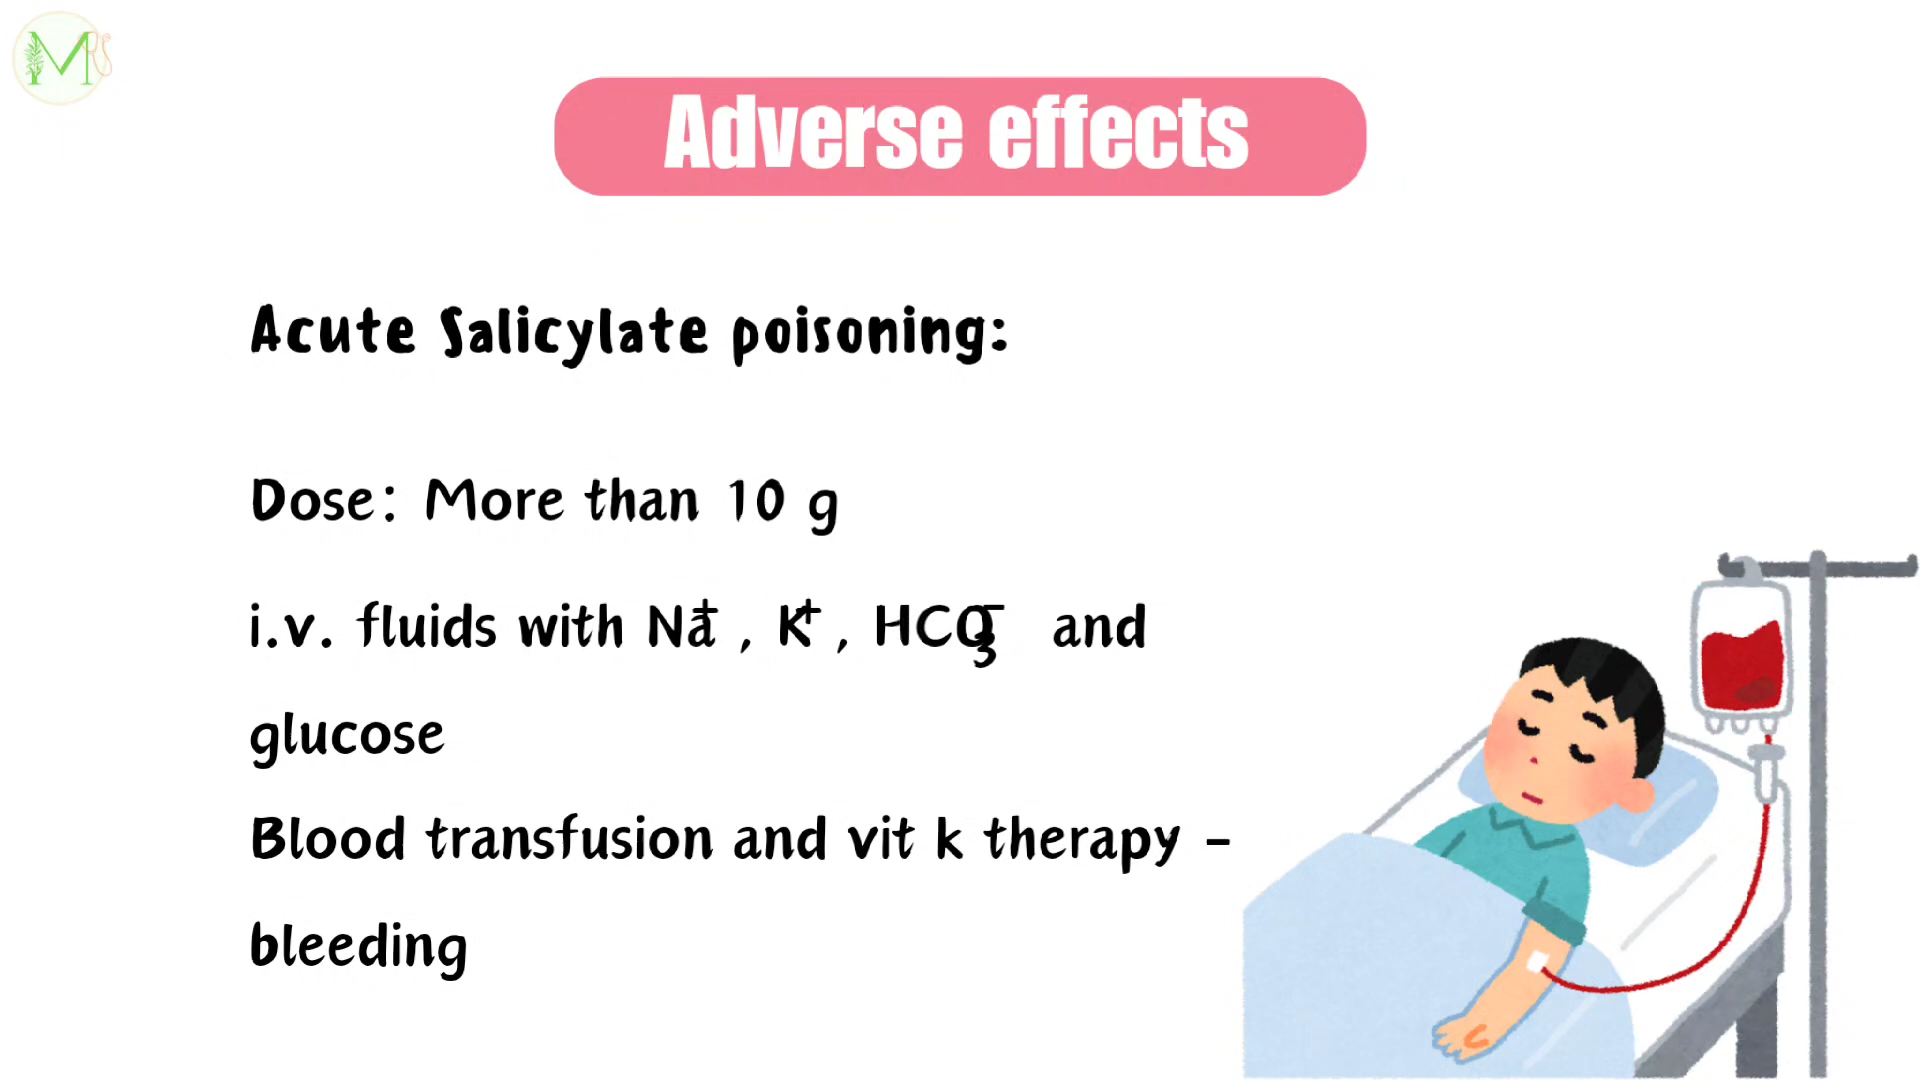 MRS
Adverse effects
Acute Salicylate poisoning:
Dose: More than 10 g
i.v. fluids with Na⁺ , K⁺ , HCO₃⁻ and
glucose
Blood transfusion and vit k therapy -
bleeding